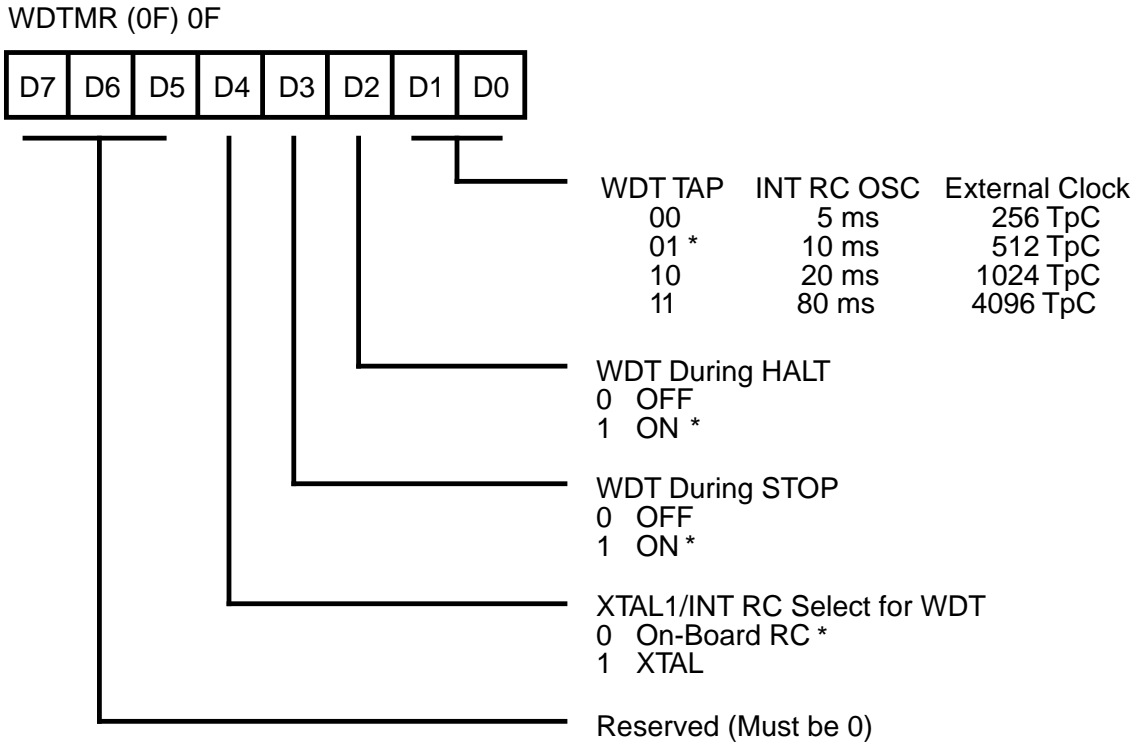 WDTMR (0F) 0F
D7 D6 D5 D4 D3 D2 D1 D0
WDT TAP INT RC OSC External Clock
00 5 ms 256 TpC
01 * 10 ms 512 TpC
10 20 ms 1024 TpC
11 80 ms 4096 TpC
WDT During HALT
0 OFF
1 ON *
WDT During STOP
0 OFF
1 ON *
XTAL1/INT RC Select for WDT
0 On-Board RC *
1 XTAL
Reserved (Must be 0)